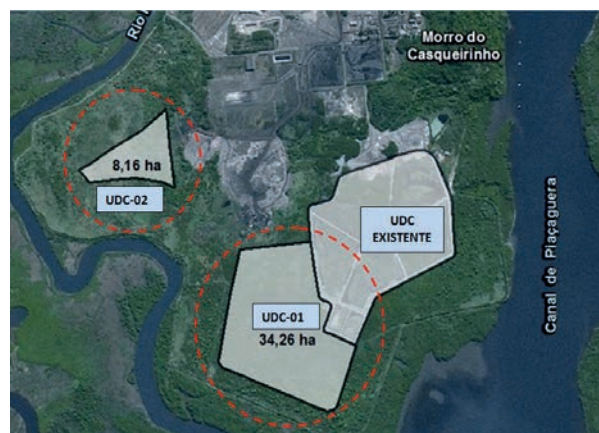 Rio
Morro do
Casqueirinho
8,16 ha
UDC-02
UDC
EXISTENTE
Canal de Piaçaguera
UDC-01
34,26 ha